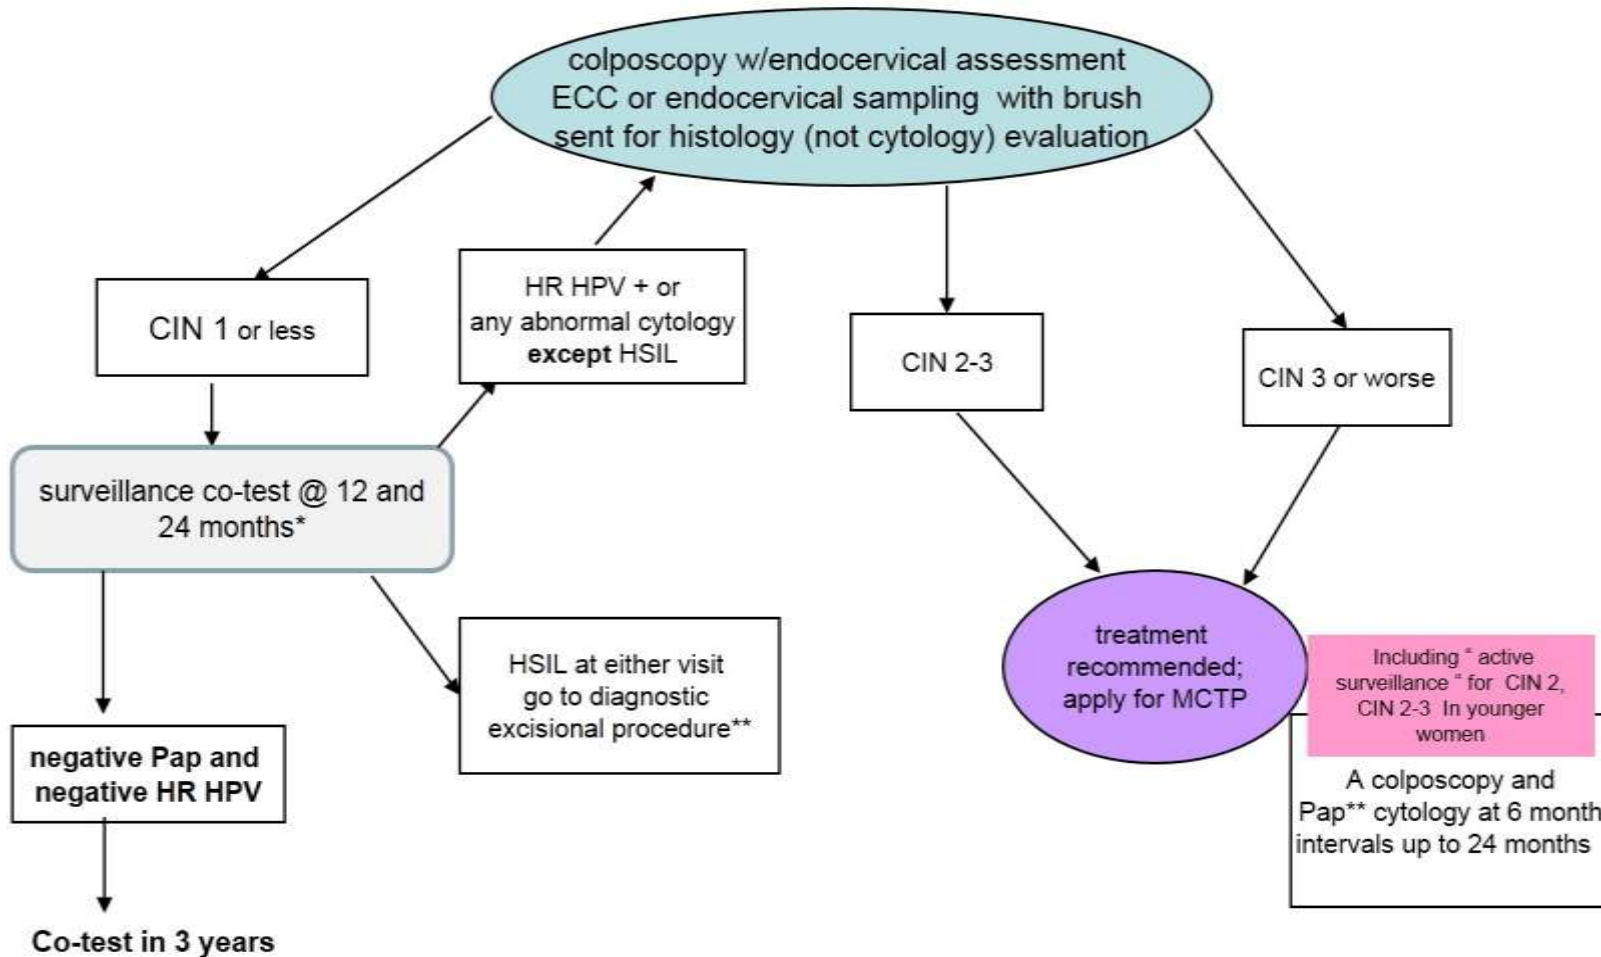 colposcopy w/endocervical assessment
ECC or endocervical sampling with brush
sent for histology (not cytology) evaluation
CIN 1 or less
HR HPV + or
any abnormal cytology
except HSIL
CIN 2-3
CIN 3 or worse
surveillance co-test @ 12 and
24 months*
HSIL at either visit
go to diagnostic
excisional procedure**
treatment
recommended;
apply for MCTP
Including “ active
surveillance “ for CIN 2,
CIN 2-3 In younger
women
A colposcopy and
Pap** cytology at 6 month
intervals up to 24 months
negative Pap and
negative HR HPV
Co-test in 3 years